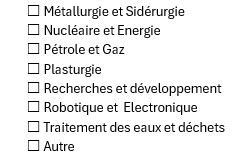 ☐ Métallurgie et Sidérurgie
☐ Nucléaire et Energie
☐ Pétrole et Gaz
☐ Plasturgie
☐ Recherches et développement
☐ Robotique et  Electronique
☐ Traitement des eaux et déchets
☐ Autre